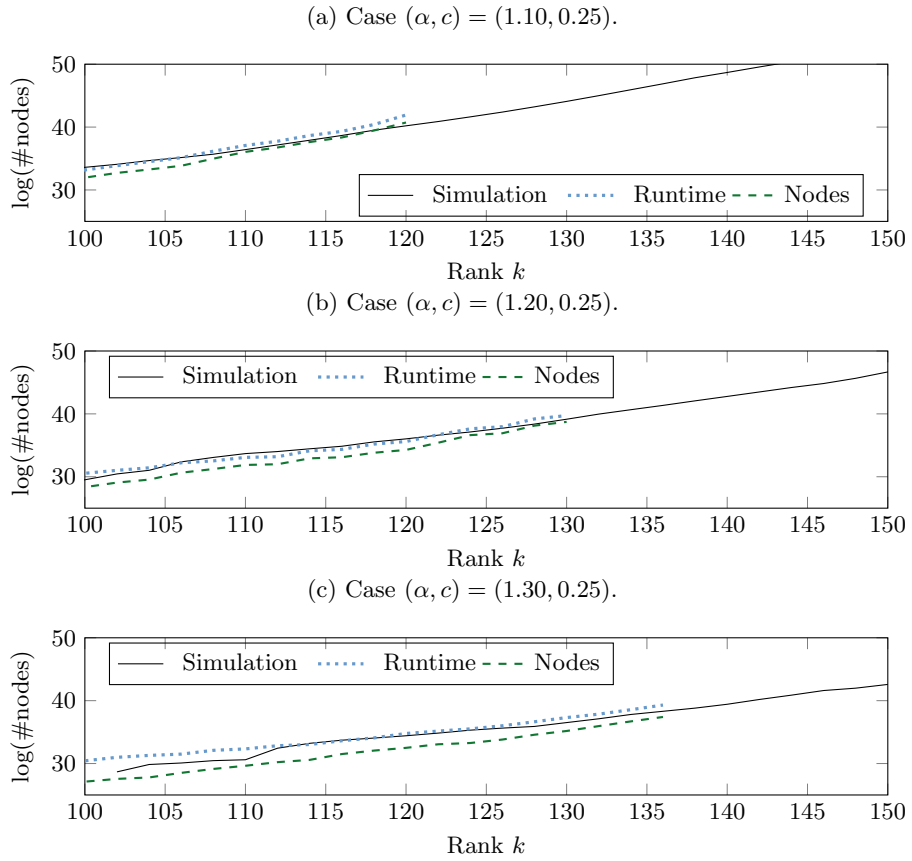 (a) Case (α, c) = (1.10, 0.25).
50
40
30
log(#nodes)
Simulation Runtime Nodes
100 105 110 115 120 125 130 135 140 145 150
Rank k
(b) Case (α, c) = (1.20, 0.25).
50
40
30
log(#nodes)
Simulation Runtime Nodes
100 105 110 115 120 125 130 135 140 145 150
Rank k
(c) Case (α, c) = (1.30, 0.25).
50
40
30
log(#nodes)
Simulation Runtime Nodes
100 105 110 115 120 125 130 135 140 145 150
Rank k